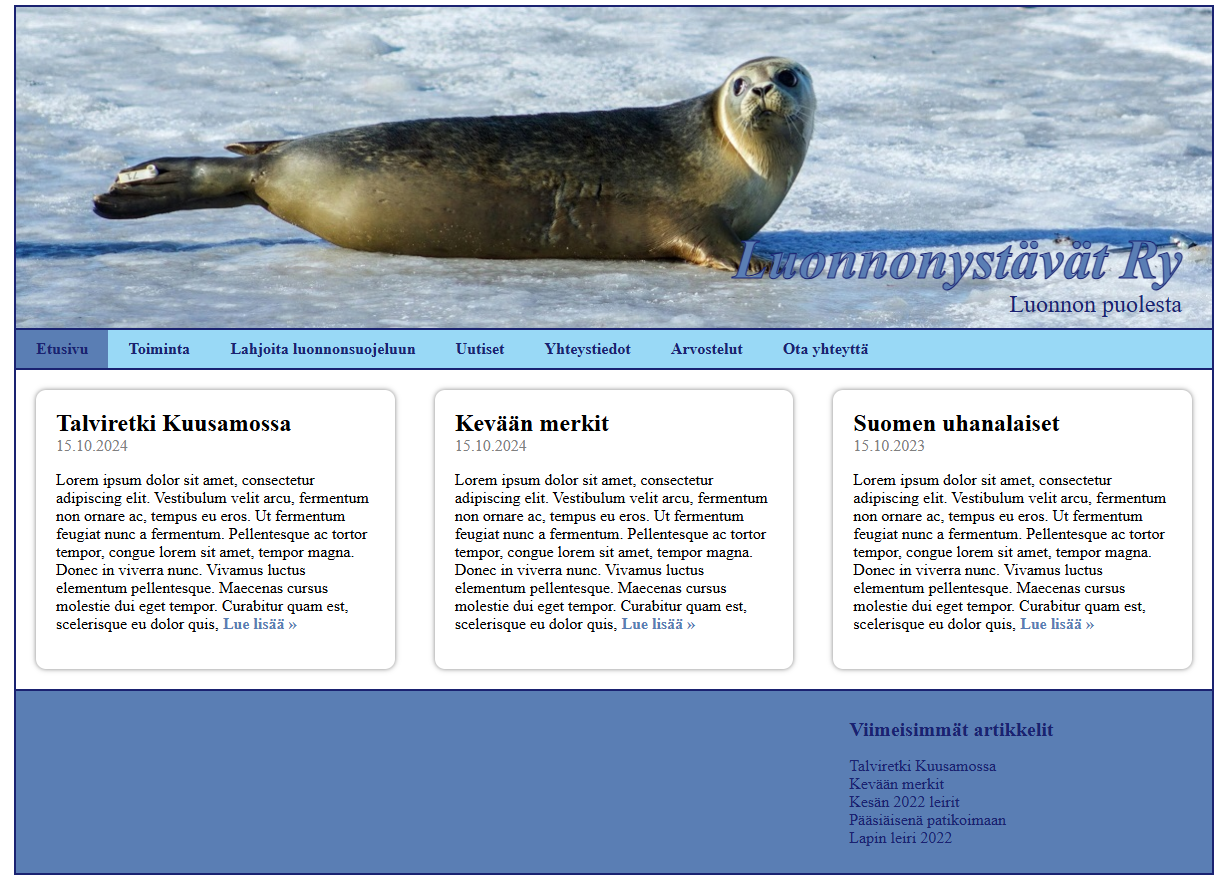 Luonnonystävät Ry
Luonnon puolesta
Etusivu Toiminta Lahjoita luonnonsuojeluun Uutiset Yhteystiedot Arvostelut Ota yhteyttä
Talviretki Kuusamossa
15.10.2024
Lorem ipsum dolor sit amet, consectetur
adipiscing elit. Vestibulum velit arcu, fermentum
non ornare ac, tempus eu eros. Ut fermentum
feugiat nunc a fermentum. Pellentesque ac tortor
tempor, congue lorem sit amet, tempor magna.
Donec in viverra nunc. Vivamus luctus
elementum pellentesque. Maecenas cursus
molestie dui eget tempor. Curabitur quam est,
scelerisque eu dolor quis, Lue lisää »
Kevään merkit
15.10.2024
Lorem ipsum dolor sit amet, consectetur
adipiscing elit. Vestibulum velit arcu, fermentum
non ornare ac, tempus eu eros. Ut fermentum
feugiat nunc a fermentum. Pellentesque ac tortor
tempor, congue lorem sit amet, tempor magna.
Donec in viverra nunc. Vivamus luctus
elementum pellentesque. Maecenas cursus
molestie dui eget tempor. Curabitur quam est,
scelerisque eu dolor quis, Lue lisää »
Suomen uhanalaiset
15.10.2023
Lorem ipsum dolor sit amet, consectetur
adipiscing elit. Vestibulum velit arcu, fermentum
non ornare ac, tempus eu eros. Ut fermentum
feugiat nunc a fermentum. Pellentesque ac tortor
tempor, congue lorem sit amet, tempor magna.
Donec in viverra nunc. Vivamus luctus
elementum pellentesque. Maecenas cursus
molestie dui eget tempor. Curabitur quam est,
scelerisque eu dolor quis, Lue lisää »
Viimeisimmät artikkelit
Talviretki Kuusamossa
Kevään merkit
Kesän 2022 leirit
Pääsiäisenä patikoimaan
Lapin leiri 2022